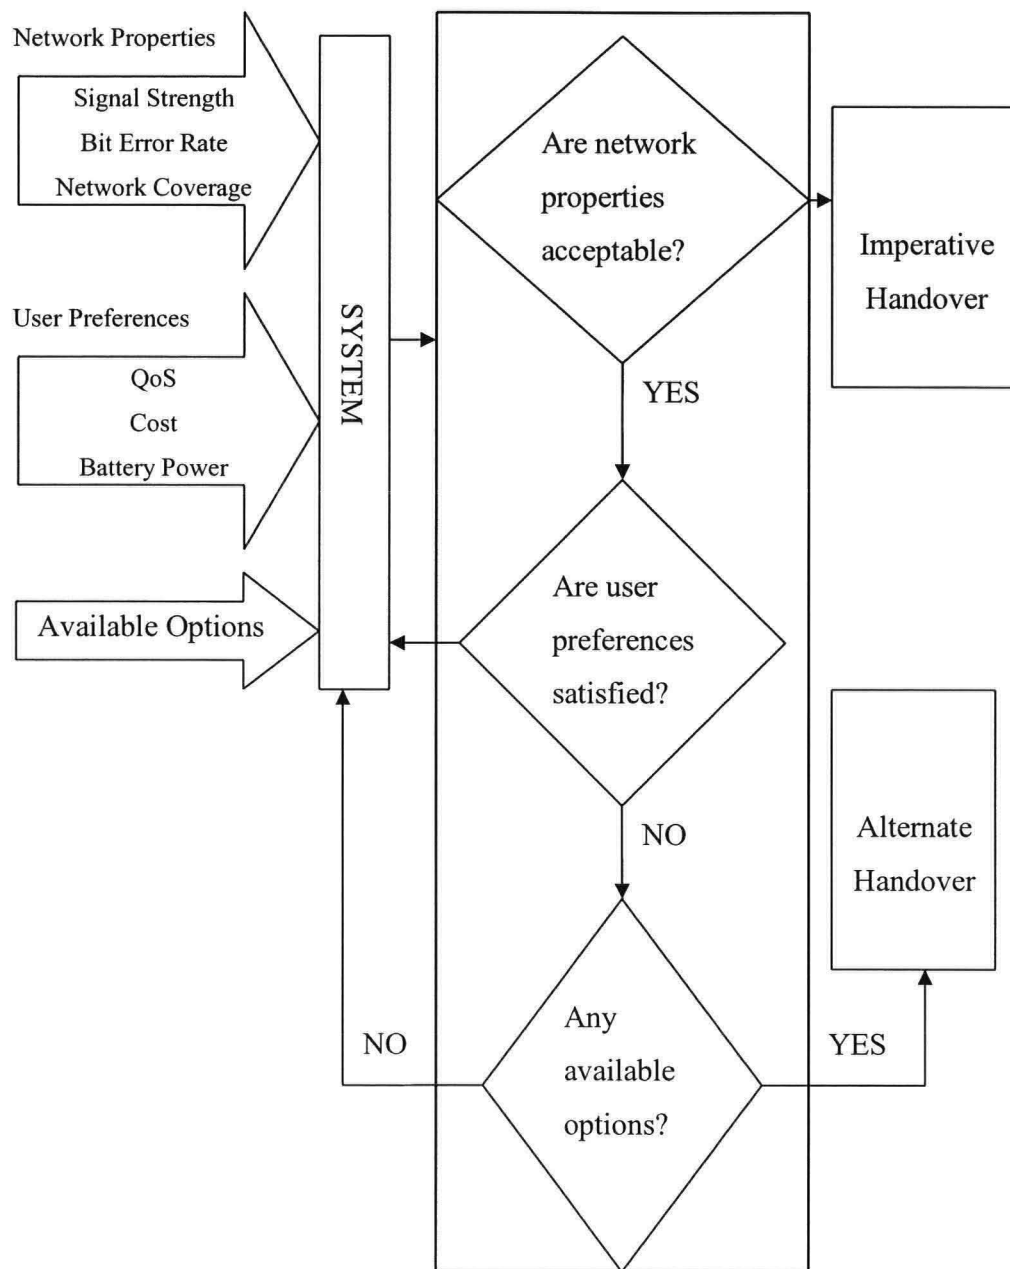 Network Properties
Signal Strength
Bit Error Rate
Network Coverage
User Preferences
QoS
Cost
Battery Power
Available Options
SYSTEM
Are network
properties
acceptable?
YES
Imperative
Handover
Are user
preferences
satisfied?
NO
Alternate
Handover
Any
available
options?
NO
YES